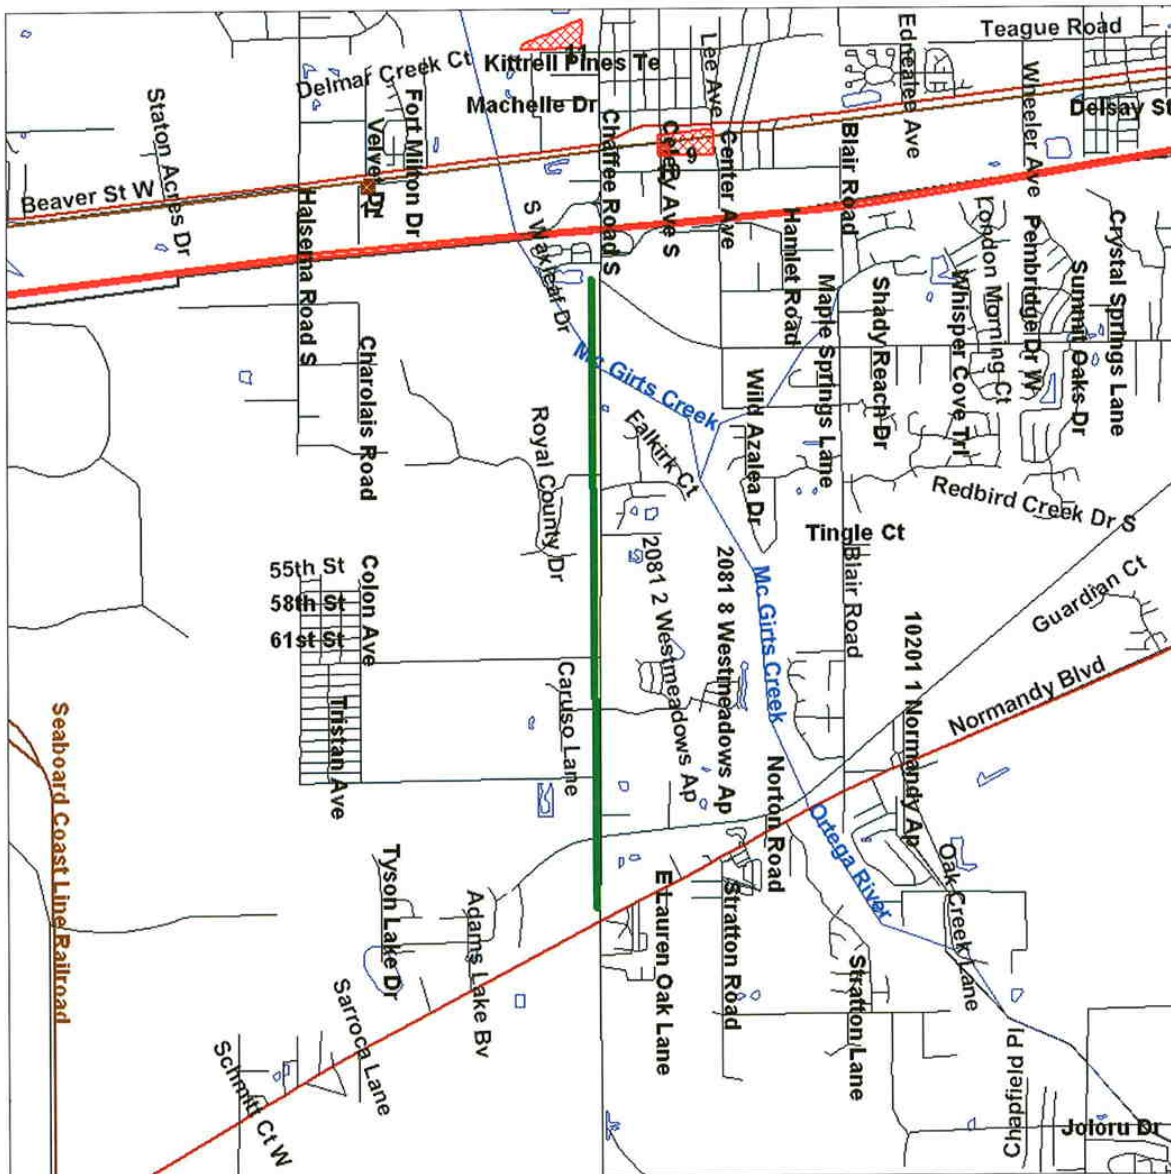 Teague Road
Ednealee Ave
Lee Ave
Kittrell Pines Te
11
Delmar Creek Ct
Machelle Dr
Wheeler Ave
Delsay St
Staton Acres Dr
Velvet Dr
Fort Milton Dr
Chaffee Road S
9
Center Ave
Blair Road
Beaver St W
Halsema Road S
S Wakleaf Dr
Hamlet Road
London Morning Ct
Pembridge Dr W
Crystal Springs Lane
Summit Oaks Dr
Maple Springs Lane
Shady Reach Dr
Whisper Cove Trl
Charolais Road
Mc Girts Creek
Wild Azalea Dr
Royal County Dr
Falkirk Ct
Redbird Creek Dr S
Tingle Ct
Blair Road
55th St
58th St
61st St
Colon Ave
2081 2 Westmeadows Ap
2081 8 Westmeadows Ap
Mc Girts Creek
Guardian Ct
10201 1 Normandy Ap
Normandy Blvd
Caruso Lane
Tristan Ave
Seaboard Coast Line Railroad
Norton Road
Ortega River
Oak Creek Lane
Tyson Lake Dr
Adams Lake Bv
E Lauren Oak Lane
Stratton Road
Stratton Lane
Sarroca Lane
Schmitt Ct W
Chapfield Pl
Joloru Dr